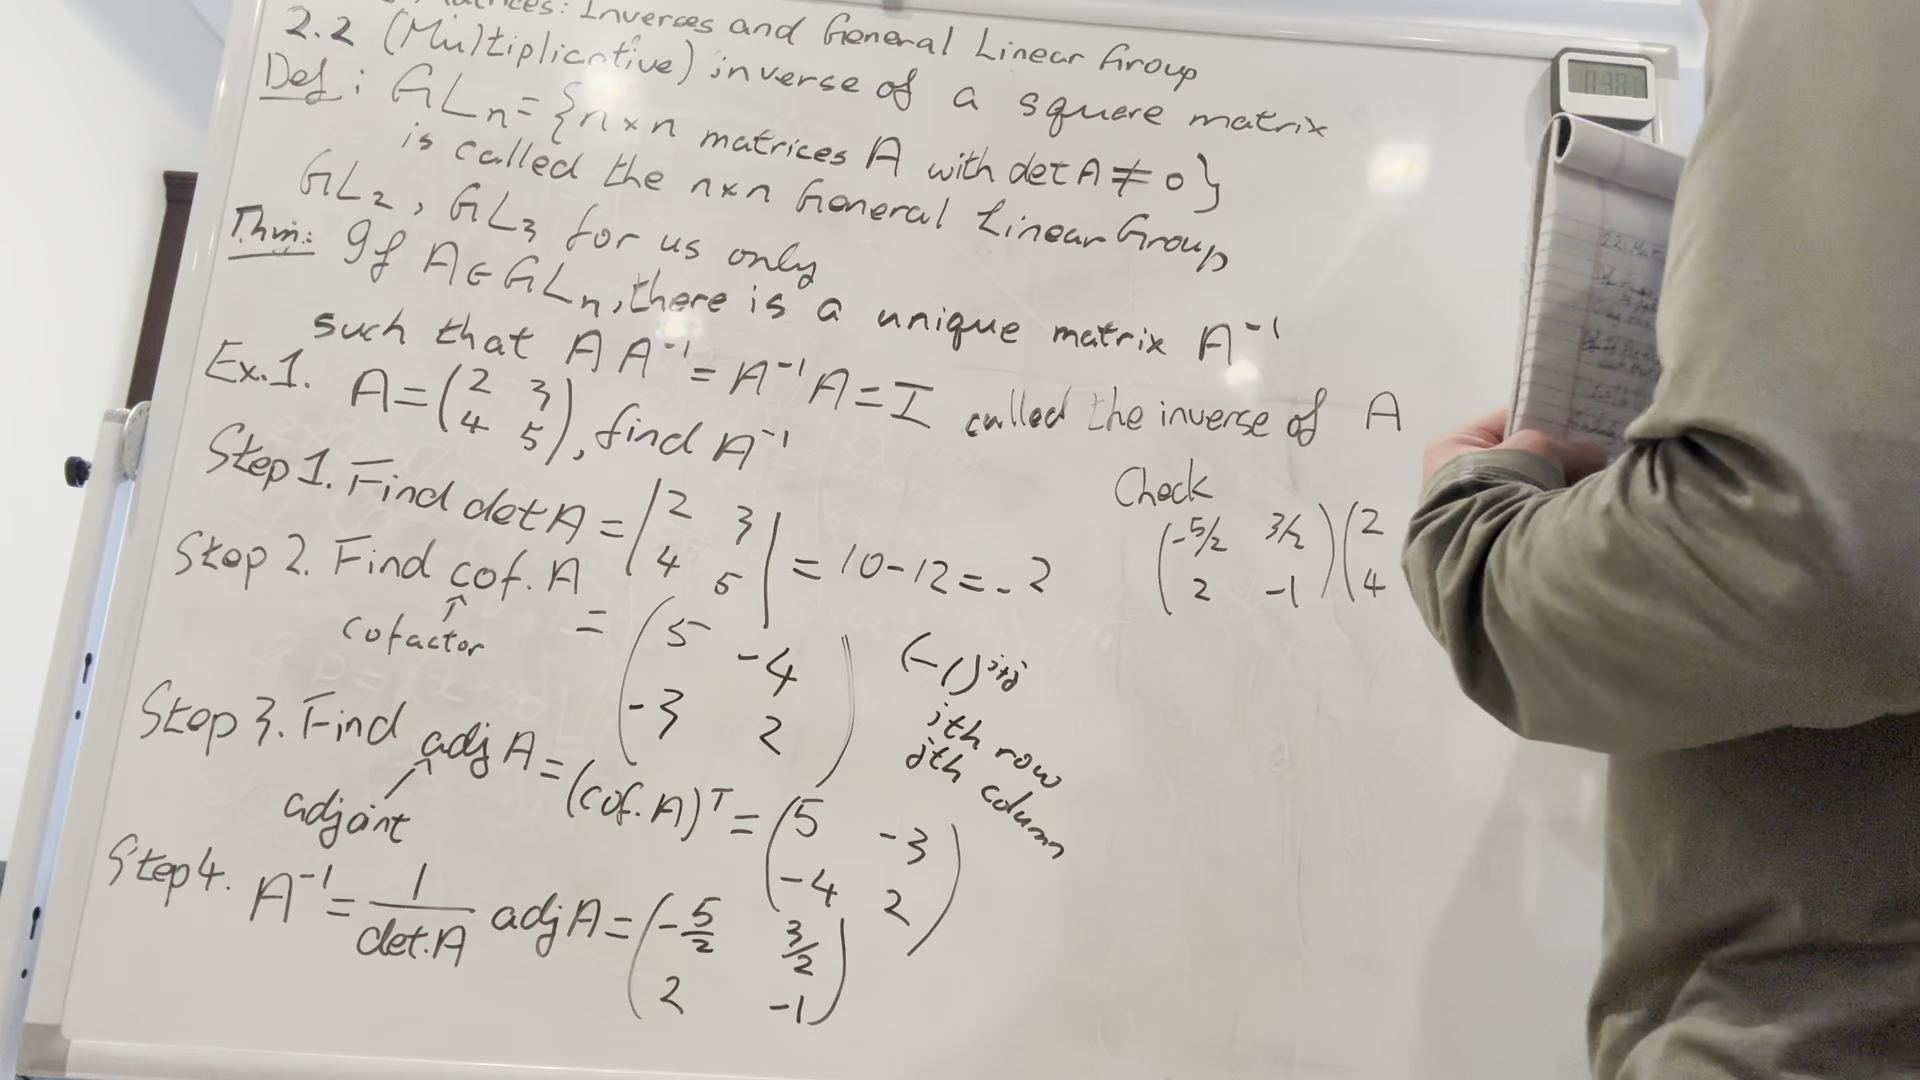 Matrices: Inverses and General Linear Group
2.2 (Multiplicative) inverse of a square matrix
Def: GLn = {n×n matrices A with det A ≠ 0}
is called the n×n General Linear Group
GL₂, GL₃ for us only
Thm: If A∈GLn, there is a unique matrix A⁻¹
such that A A⁻¹ = A⁻¹ A = I called the inverse of A
Ex.1. A = (2 3
4 5), find A⁻¹
Step 1. Find det A = |2 3
4 5| = 10-12 = -2
Step 2. Find cof. A
cofactor
= (5 -4
-3 2)
(-1)^i+j
ith row
jth column
Step 3. Find adj A = (cof. A)ᵀ = (5 -3
-4 2)
adjoint
Step 4. A⁻¹ = 1/det.A adj A = (-5/2 3/2
2 -1)
Check
(-5/2 3/2
2 -1) (2
4